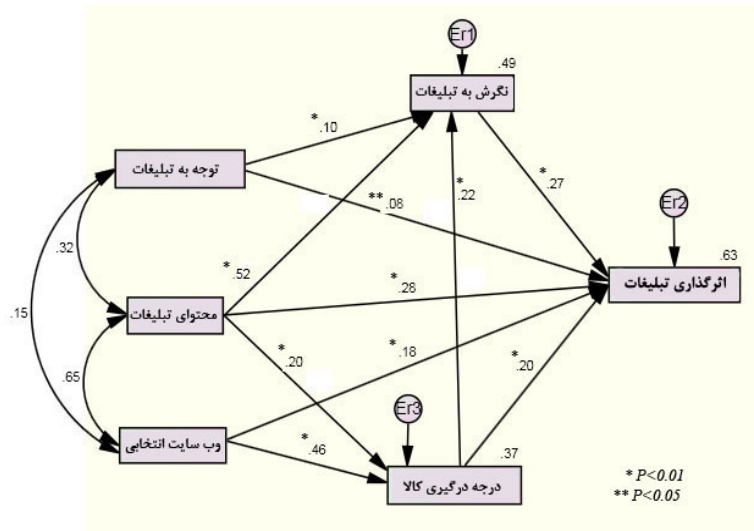 Er1
.49
نگرش به تبلیغات
* .10
توجه به تبلیغات
* .22
* .27
** .08
Er2
.32
.63
* .52
* .28
اثرگذاری تبلیغات
.15
محتوای تبلیغات
* .18
* .20
* .20
.65
Er3
وب سایت انتخابی
* .46
.37
درجه درگیری کالا
* P<0.01
** P<0.05